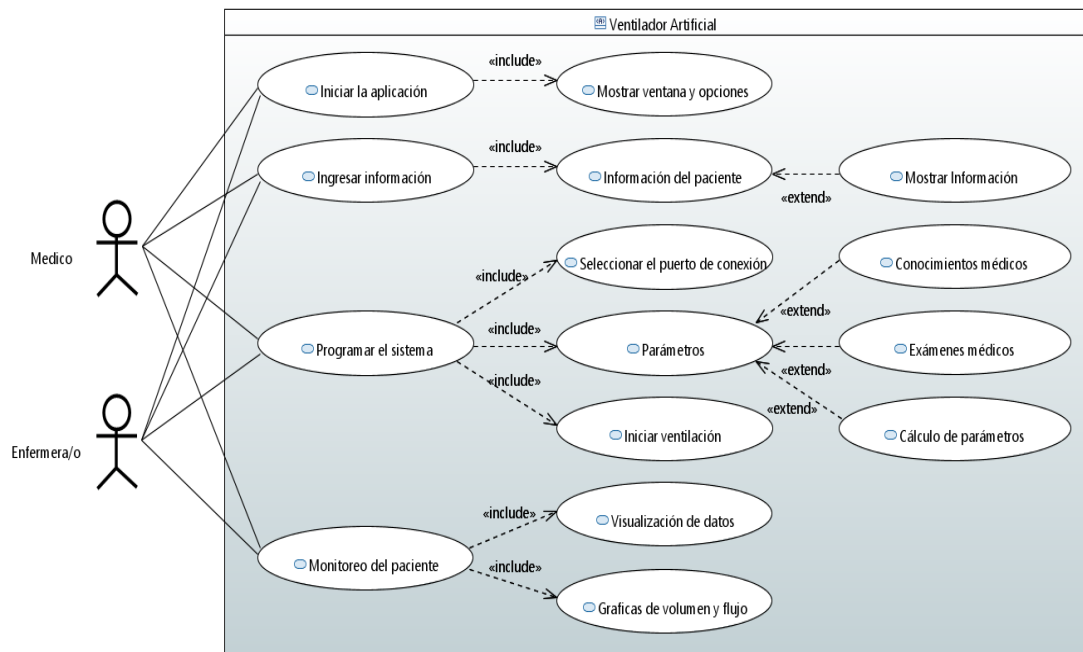 Ventilador Artificial
«include»
Iniciar la aplicación
Mostrar ventana y opciones
«include»
Ingresar información
Información del paciente
Mostrar Información
«extend»
Medico
Seleccionar el puerto de conexión
Conocimientos médicos
«include»
«extend»
«include»
Programar el sistema
Parámetros
Exámenes médicos
«include»
«extend»
«extend»
Iniciar ventilación
Cálculo de parámetros
Enfermera/o
«include»
Visualización de datos
Monitoreo del paciente
«include»
Graficas de volumen y flujo